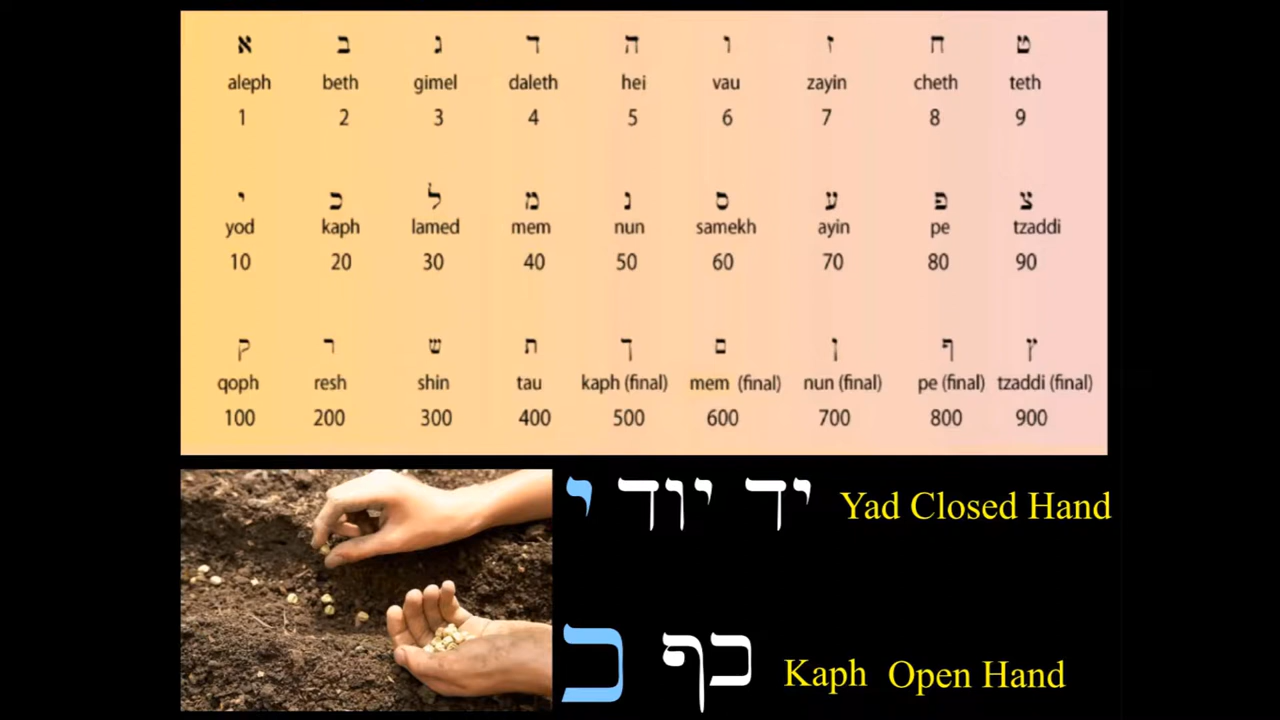 א ב ג ד ה ו ז ח ט
aleph beth gimel daleth hei vau zayin cheth teth
1 2 3 4 5 6 7 8 9
י כ ל מ נ ס ע פ צ
yod kaph lamed mem nun samekh ayin pe tzaddi
10 20 30 40 50 60 70 80 90
ק ר ש ת ך ם ן ף ץ
qoph resh shin tau kaph (final) mem (final) nun (final) pe (final) tzaddi (final)
100 200 300 400 500 600 700 800 900
יד יוד י Yad Closed Hand
כף כ Kaph Open Hand